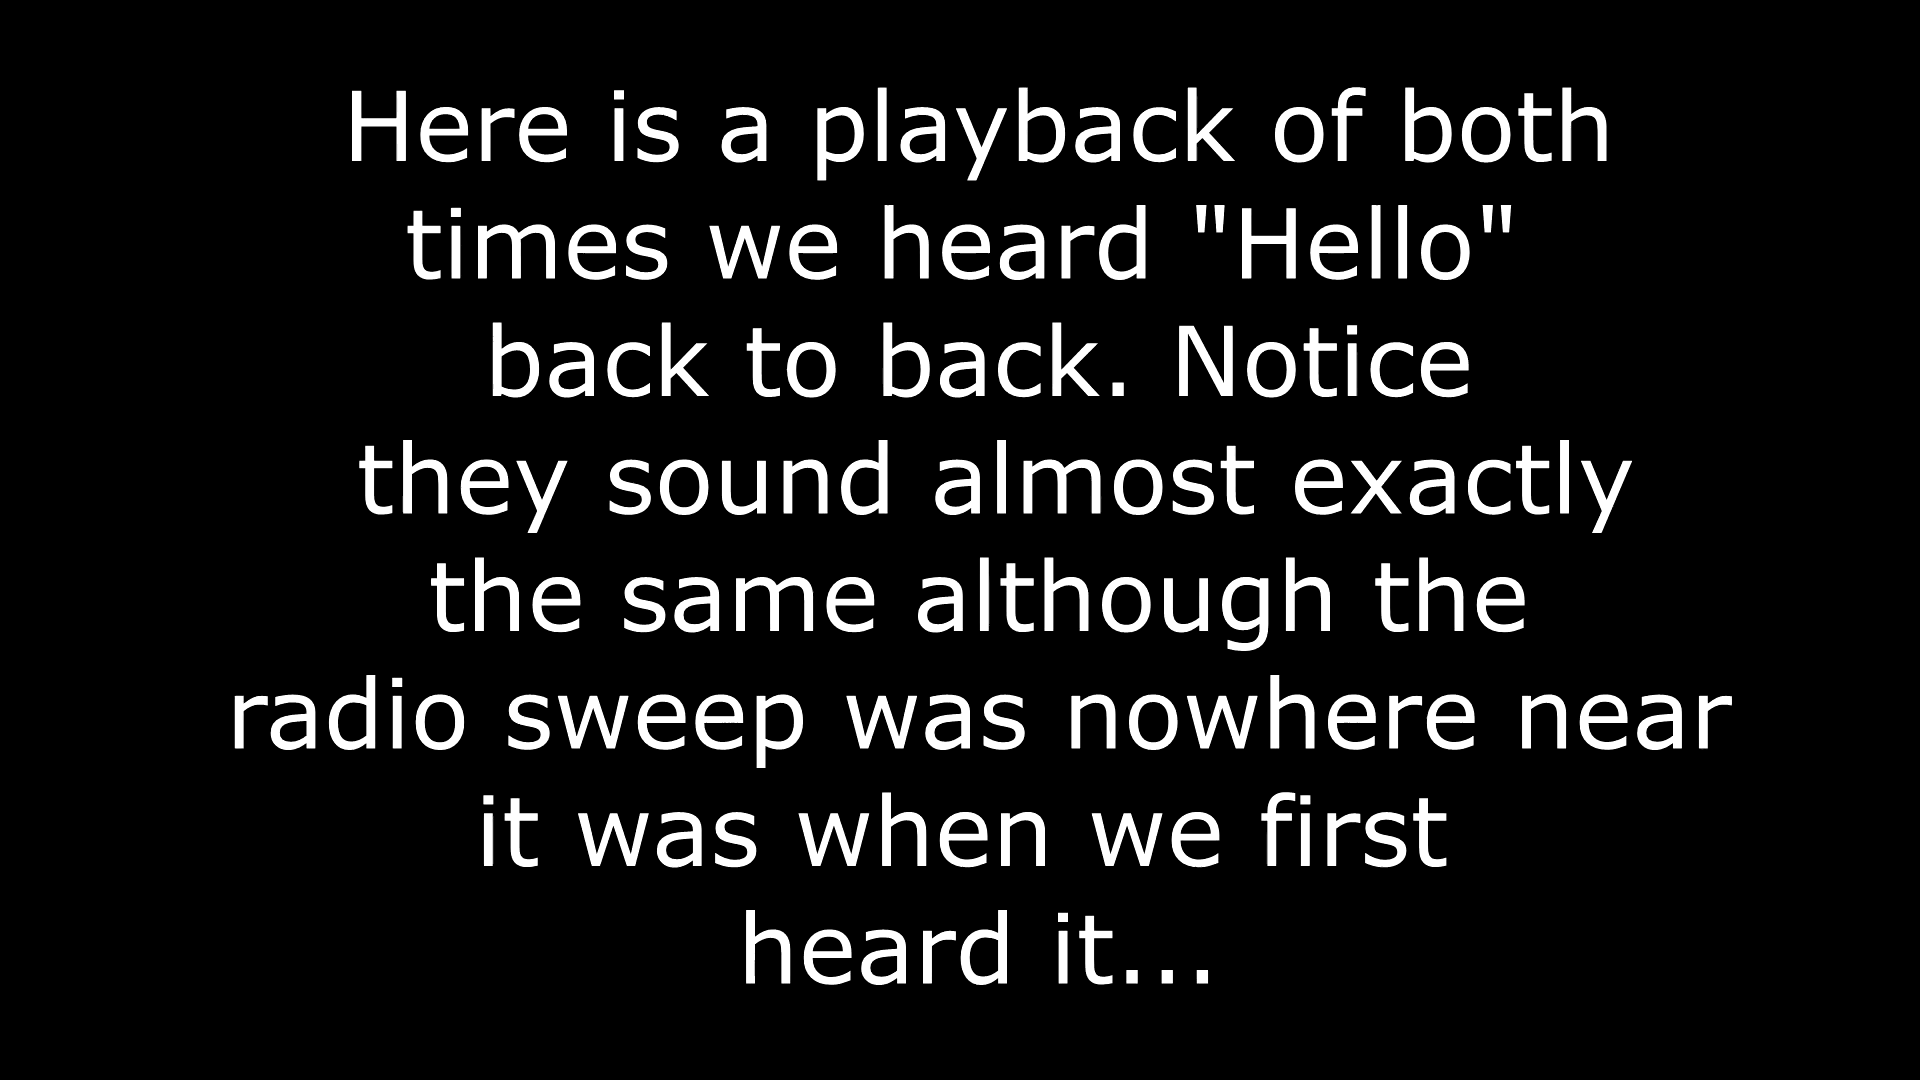 Here is a playback of both
times we heard "Hello"
back to back. Notice
they sound almost exactly
the same although the
radio sweep was nowhere near
it was when we first
heard it...